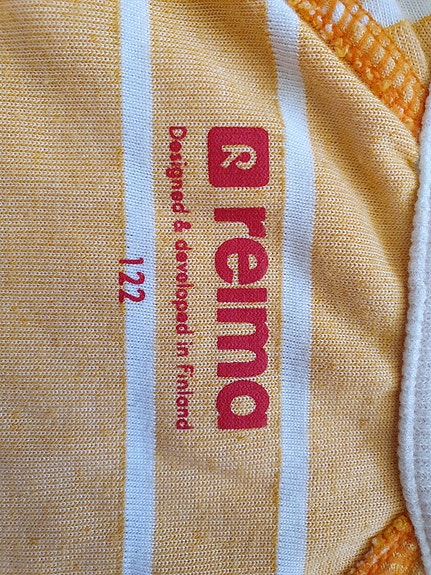 R reima
Designed & developed in Finland
122